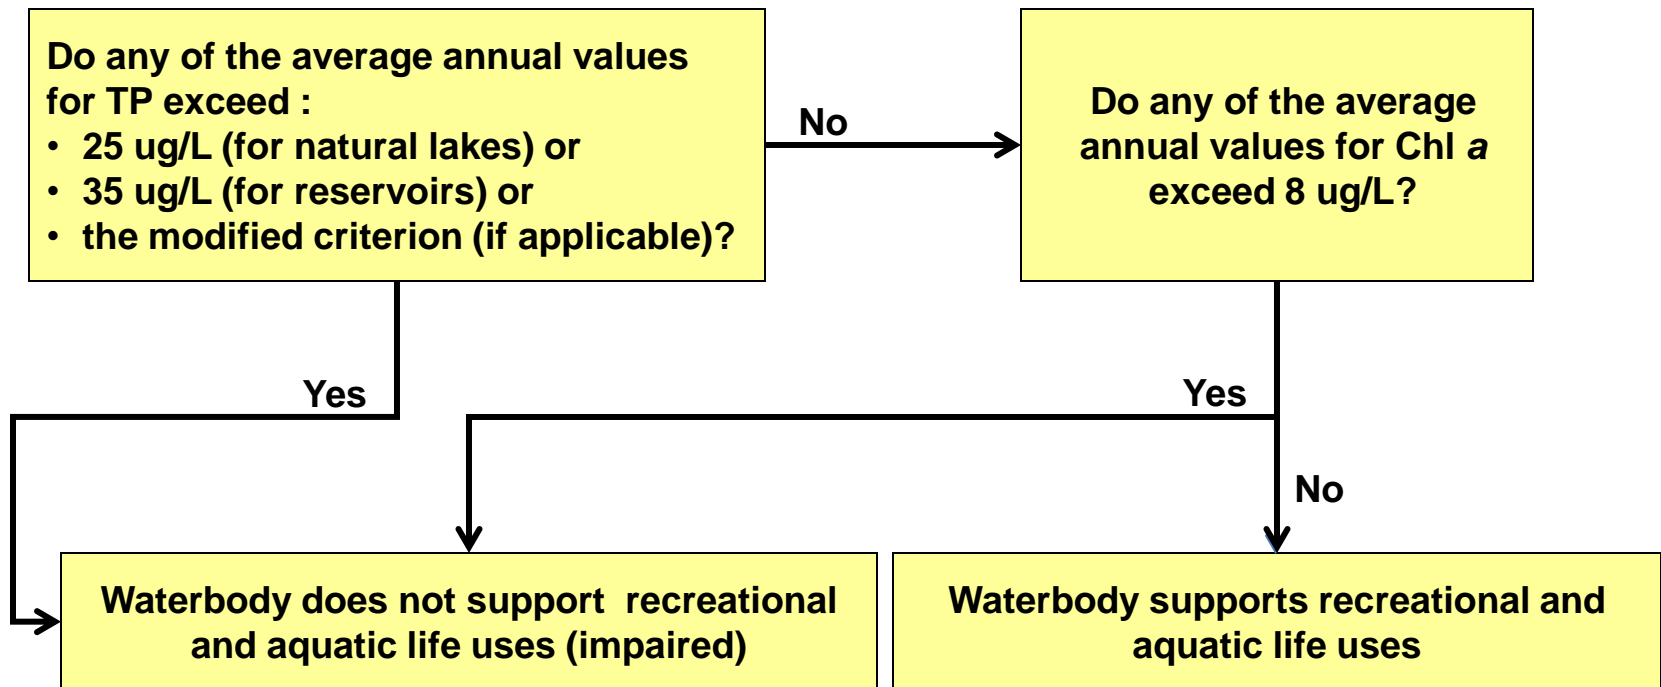 Do any of the average annual values
for TP exceed :
• 25 ug/L (for natural lakes) or
• 35 ug/L (for reservoirs) or
• the modified criterion (if applicable)?
No
Do any of the average
annual values for Chl a
exceed 8 ug/L?
Yes
Yes
No
Waterbody does not support  recreational
and aquatic life uses (impaired)
Waterbody supports recreational and
aquatic life uses